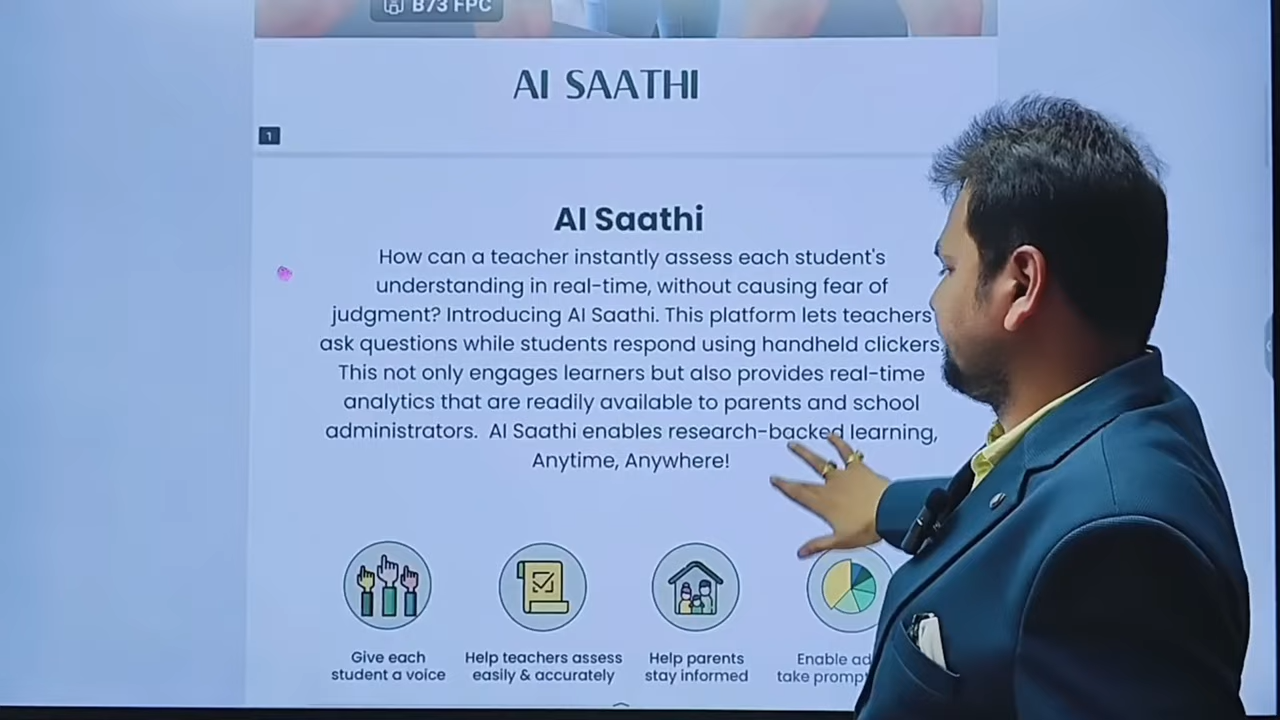 B73 FPC
AI SAATHI
1
AI Saathi
How can a teacher instantly assess each student's
understanding in real-time, without causing fear of
judgment? Introducing AI Saathi. This platform lets teachers
ask questions while students respond using handheld clickers.
This not only engages learners but also provides real-time
analytics that are readily available to parents and school
administrators. AI Saathi enables research-backed learning,
Anytime, Anywhere!
Give each
student a voice
Help teachers assess
easily & accurately
Help parents
stay informed
Enable
take